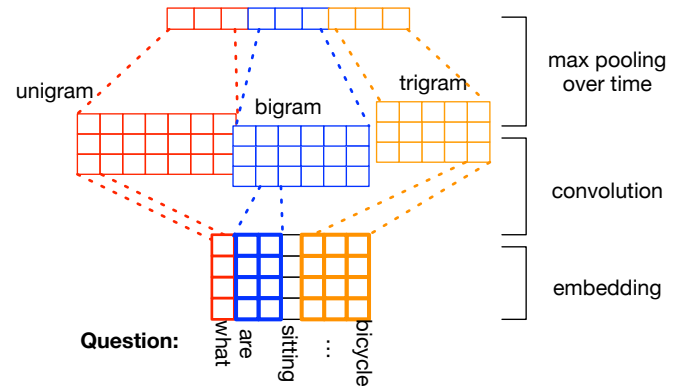 max pooling
over time
unigram
bigram
trigram
convolution
embedding
Question:
what
are
sitting
...
bicycle